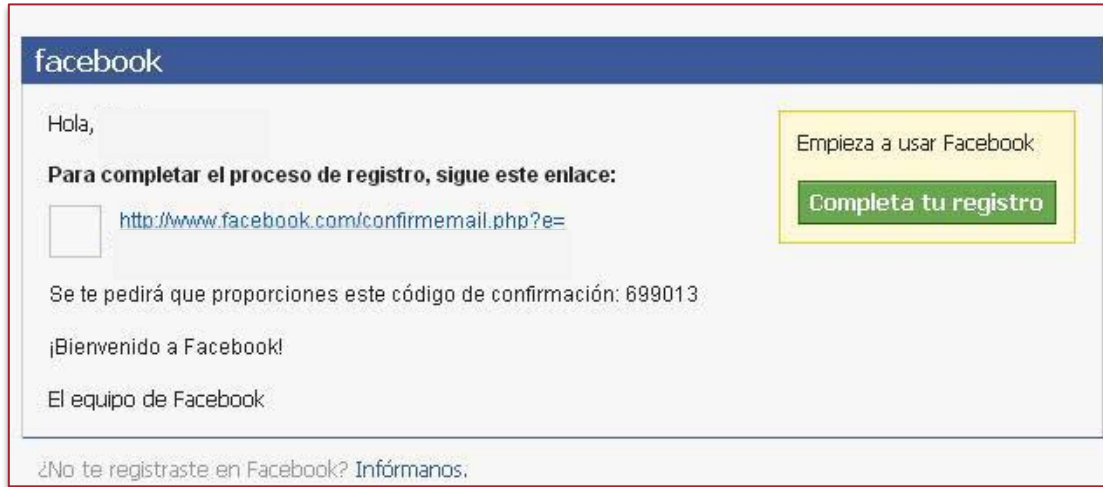 facebook
Hola,
Para completar el proceso de registro, sigue este enlace:
http://www.facebook.com/confirmemail.php?e=
Se te pedirá que proporciones este código de confirmación: 699013
¡Bienvenido a Facebook!
El equipo de Facebook
Empieza a usar Facebook
Completa tu registro
¿No te registraste en Facebook? Infórmanos.